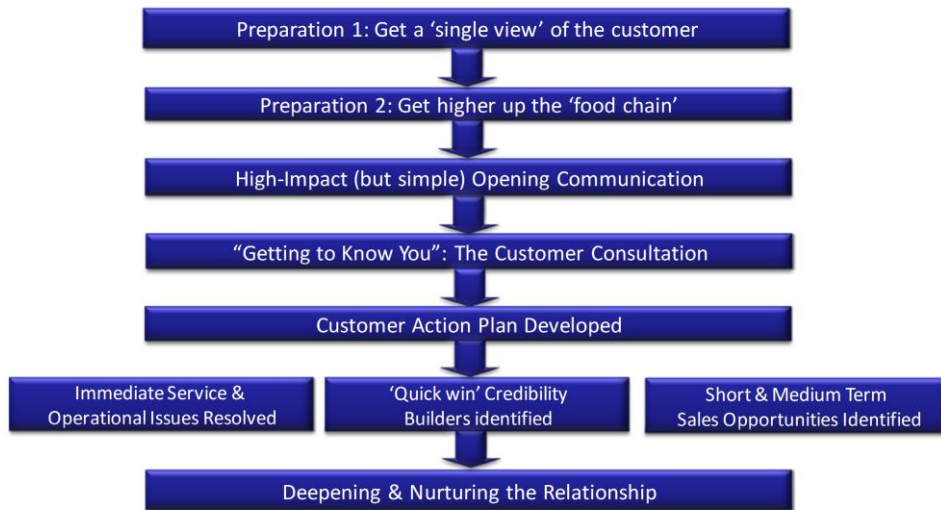 Preparation 1: Get a ‘single view’ of the customer
Preparation 2: Get higher up the ‘food chain’
High-Impact (but simple) Opening Communication
“Getting to Know You”: The Customer Consultation
Customer Action Plan Developed
Immediate Service &
Operational Issues Resolved
‘Quick win’ Credibility
Builders identified
Short & Medium Term
Sales Opportunities Identified
Deepening & Nurturing the Relationship